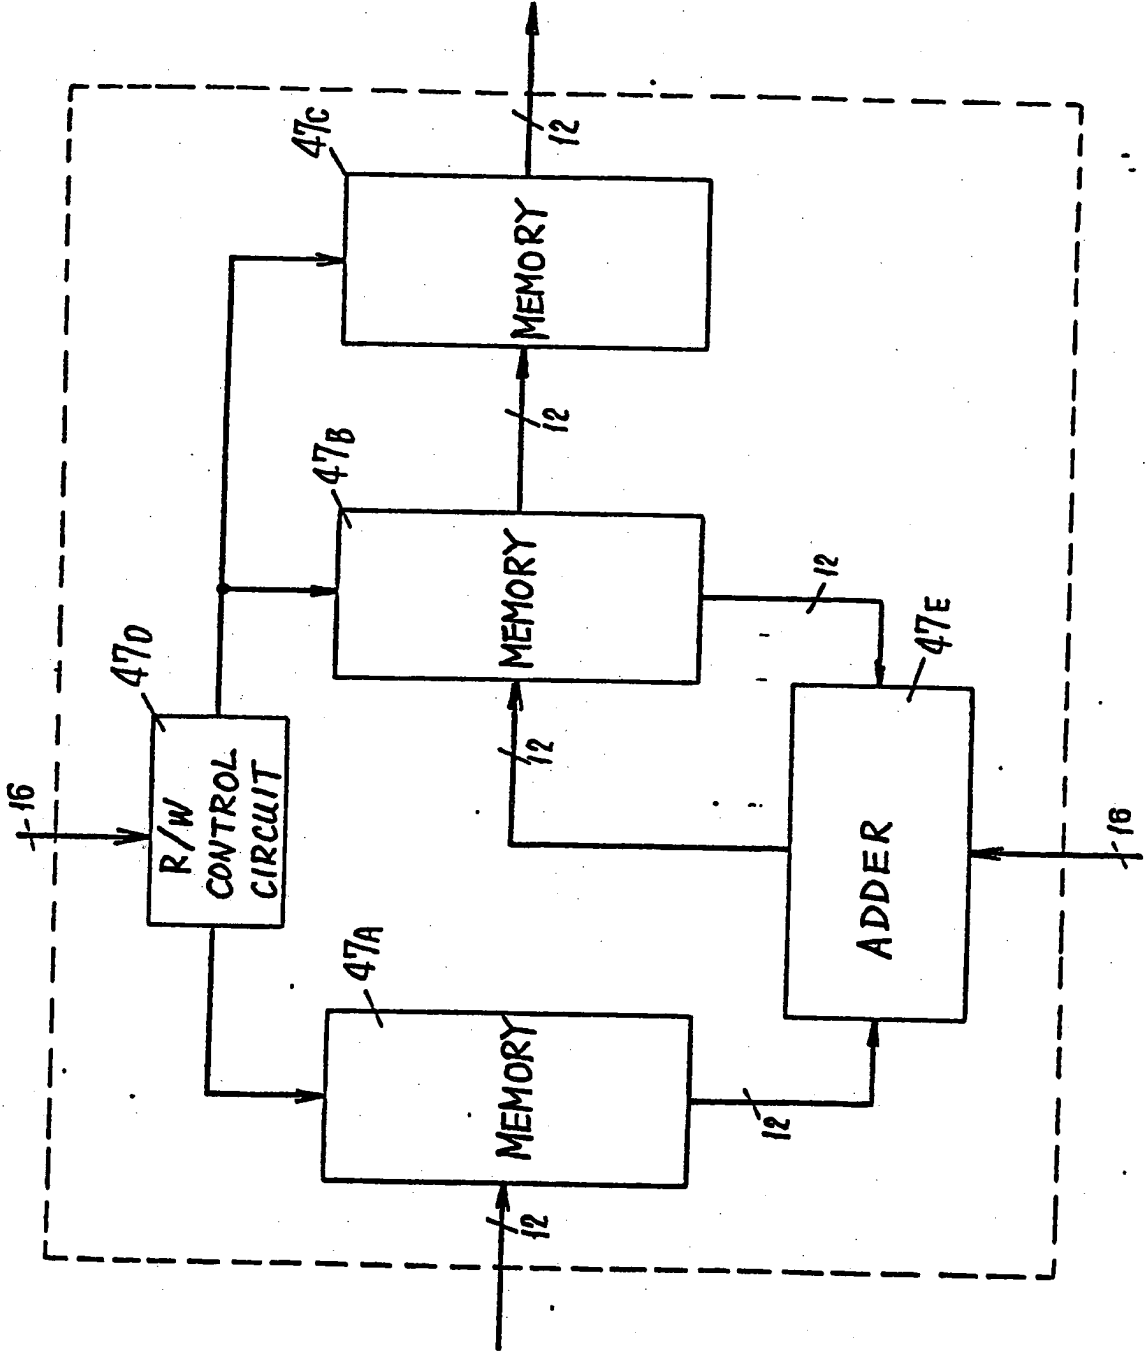 16
47D
R/W
CONTROL
CIRCUIT
47A
47B
47C
12
MEMORY
12
MEMORY
12
MEMORY
12
12
12
ADDER
47E
16